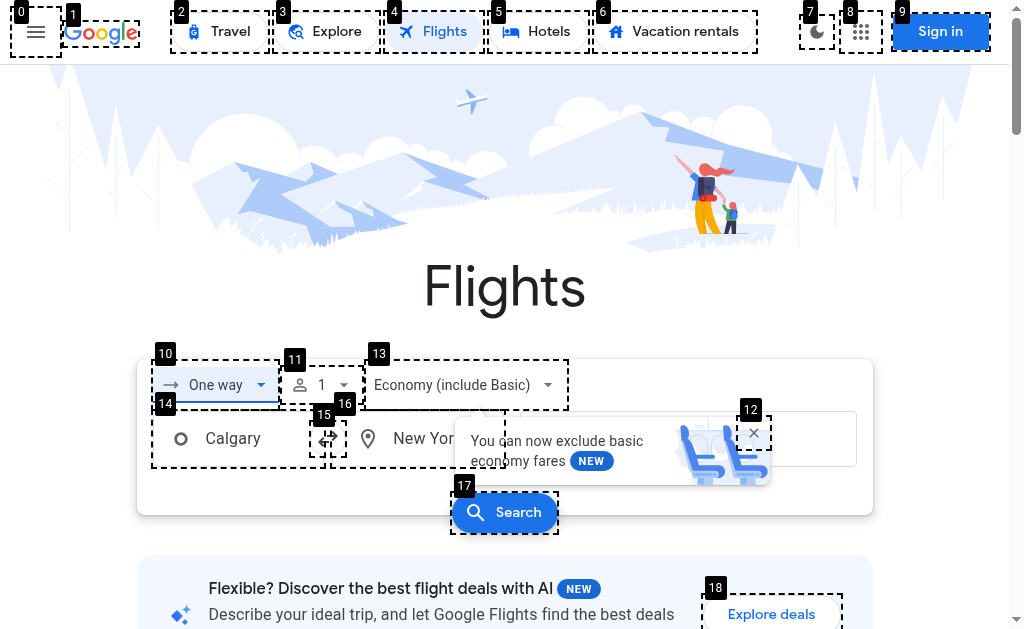 0 1 2 3 4 5 6 7 8 9
Google Travel Explore Flights Hotels Vacation rentals Sign in
Flights
10 11 13
One way 1 Economy (include Basic)
14 15 16 12
Calgary New Yor
You can now exclude basic
economy fares NEW
17
Search
Flexible? Discover the best flight deals with AI NEW
18
Describe your ideal trip, and let Google Flights find the best deals
Explore deals